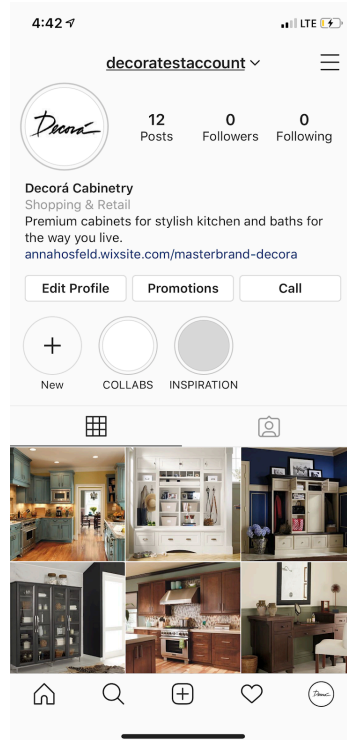 4:42
LTE
decoratestaccount
Decorá
12
0
0
Posts
Followers
Following
Decorá Cabinetry
Shopping & Retail
Premium cabinets for stylish kitchen and baths for
the way you live.
annahosfeld.wixsite.com/masterbrand-decora
Edit Profile
Promotions
Call
New
COLLABS
INSPIRATION
Decorá